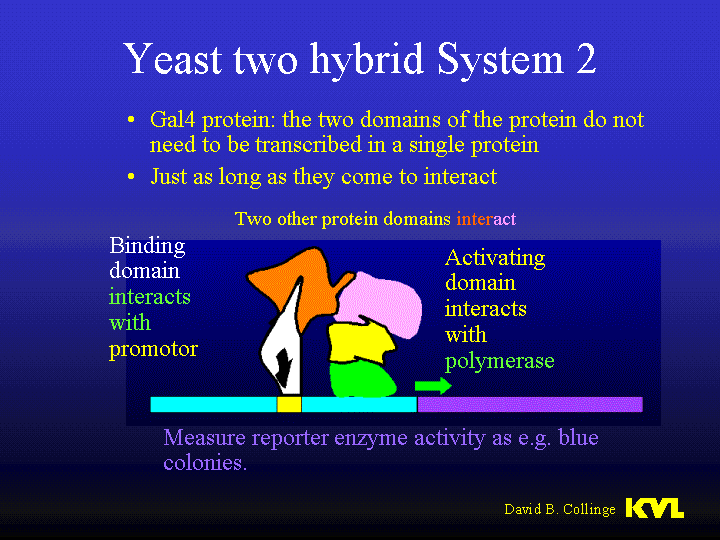 Yeast two hybrid System 2
• Gal4 protein: the two domains of the protein do not
need to be transcribed in a single protein
• Just as long as they come to interact
Two other protein domains interact
Binding
domain
interacts
with
promotor
Activating
domain
interacts
with
polymerase
Measure reporter enzyme activity as e.g. blue
colonies.
David B. Collinge KVL